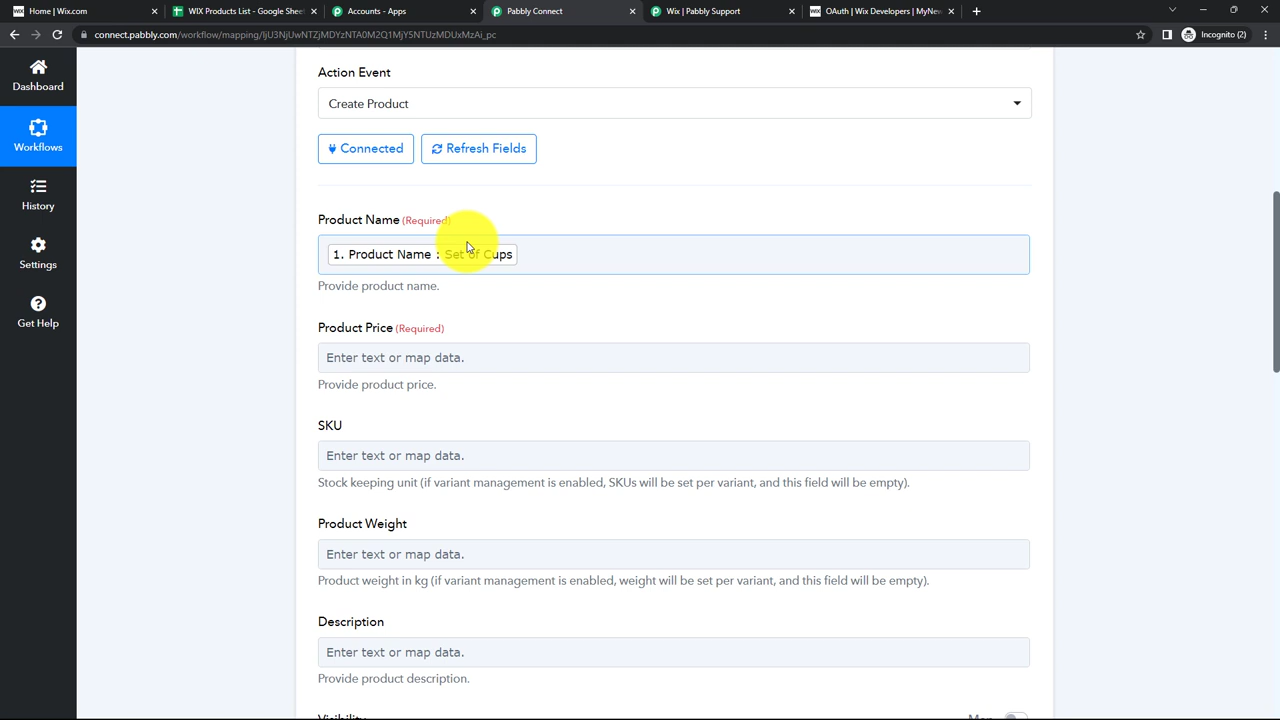 Home | Wix.com
WIX Products List - Google Sheet
Accounts - Apps
Pabbly Connect
Wix | Pabbly Support
OAuth | Wix Developers | MyNew
connect.pabbly.com/workflow/mapping/IjU3NjUwNTZjMDYzNTA0M2Q1MjY5NTUzMDUxMzAi_pc
Incognito (2)
Dashboard
Workflows
History
Settings
Get Help
Action Event
Create Product
Connected
Refresh Fields
Product Name (Required)
1. Product Name : Set of Cups
Provide product name.
Product Price (Required)
Enter text or map data.
Provide product price.
SKU
Enter text or map data.
Stock keeping unit (if variant management is enabled, SKUs will be set per variant, and this field will be empty).
Product Weight
Enter text or map data.
Product weight in kg (if variant management is enabled, weight will be set per variant, and this field will be empty).
Description
Enter text or map data.
Provide product description.
Visibility
Map